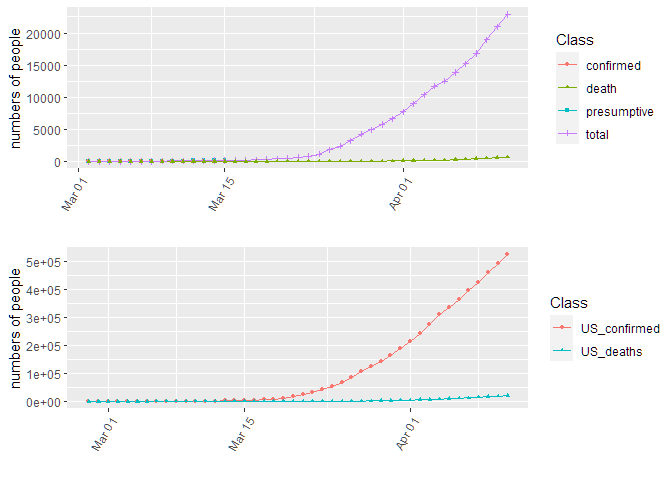 numbers of people
20000
15000
10000
5000
0
Mar 01
Mar 15
Apr 01
Class
confirmed
death
presumptive
total
numbers of people
5e+05
4e+05
3e+05
2e+05
1e+05
0e+00
Mar 01
Mar 15
Apr 01
Class
US_confirmed
US_deaths